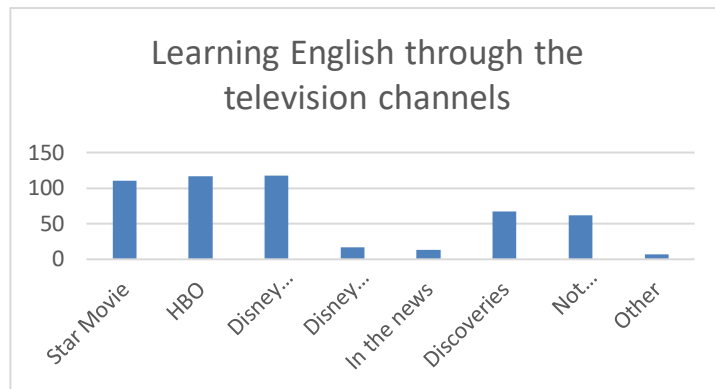 Learning English through the
television channels
150
100
50
0
Star Movie
HBO
Disney...
Disney...
In the news
Discoveries
Not...
Other